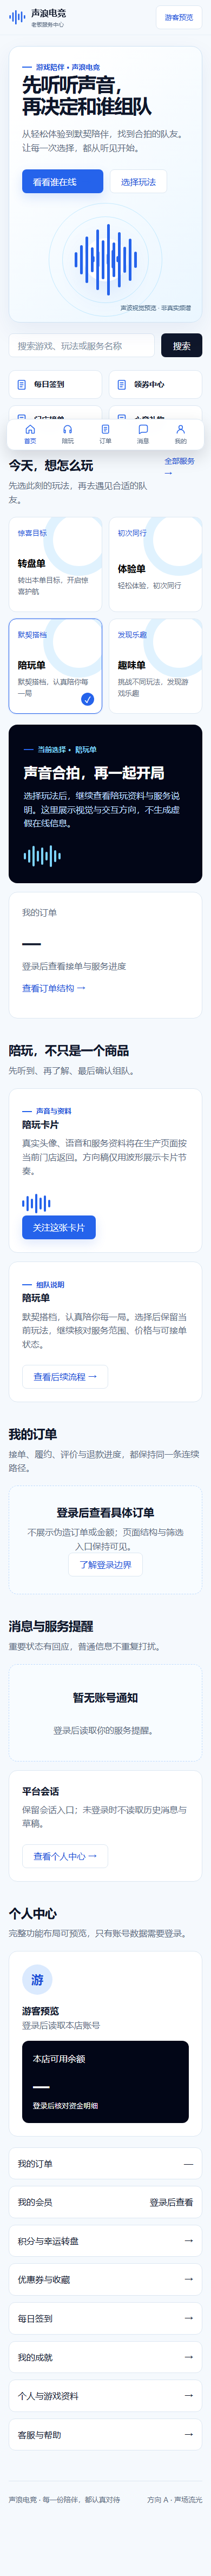 声浪电竞
老密服务中心
游客预览
游戏陪伴 • 声浪电竞
先听听声音，
再决定和谁组队
从轻松体验到默契陪伴，找到合拍的队友。
让每一次选择，都从听见开始。
看看谁在线
选择玩法
声波视觉预览 · 非真实频谱
搜索游戏、玩法或服务名称
搜索
每日签到
领券中心
首页
陪玩
订单
消息
我的
今天，想怎么玩
全部服务
→
先选此刻的玩法，再去遇见合适的队
友。
惊喜目标
转盘单
转出本单目标，开启惊
喜护航
初次同行
体验单
轻松体验，初次同行
默契搭档
陪玩单
默契搭档，认真陪你每
一局
✓
发现乐趣
趣味单
挑战不同玩法，发现游
戏乐趣
当前选择 • 陪玩单
声音合拍，再一起开局
选择玩法后，继续查看陪玩资料与服务说
明。这里展示视觉与交互方向，不生成虚
假在线信息。
我的订单
—
登录后查看接单与服务进度
查看订单结构 →
陪玩，不只是一个商品
先听到、再了解、最后确认组队。
声音与资料
陪玩卡片
真实头像、语音和服务资料将在生产页面按
当前门店返回。方向稿仅用波形展示卡片节
奏。
关注这张卡片
组队说明
陪玩单
默契搭档，认真陪你每一局。选择后保留当
前玩法，继续核对服务范围、价格与可接单
状态。
查看后续流程 →
我的订单
接单、履约、评价与退款进度，都保持同一条连续
路径。
登录后查看具体订单
不展示伪造订单或金额；页面结构与筛选
入口保持可见。
了解登录边界
消息与服务提醒
重要状态有回应，普通信息不重复打扰。
暂无账号通知
登录后读取你的服务提醒。
平台会话
保留会话入口；未登录时不读取历史消息与
草稿。
查看个人中心 →
个人中心
完整功能布局可预览，只有账号数据需要登录。
游
游客预览
登录后读取本店账号
本店可用余额
—
登录后核对资金明细
我的订单 —
我的会员 登录后查看
积分与幸运转盘 →
优惠券与收藏 →
每日签到 →
我的成就 →
个人与游戏资料 →
客服与帮助 →
声浪电竞 · 每一份陪伴，都认真对待
方向 A · 声场流光